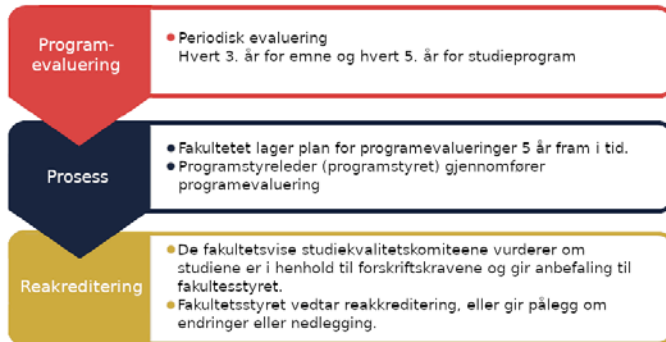 Program-
evaluering
Periodisk evaluering
Hvert 3. år for emne og hvert 5. år for studieprogram
Prosess
Fakultetet lager plan for programevalueringer 5 år fram i tid.
Programstyreleder (programstyret) gjennomfører
programevaluering
Reakreditering
De fakultetsvise studiekvalitetskomiteene vurderer om
studiene er i henhold til forskriftskravene og gir anbefaling til
fakultesstyret.
Fakultetsstyret vedtar reakkreditering, eller gir pålegg om
endringer eller nedlegging.